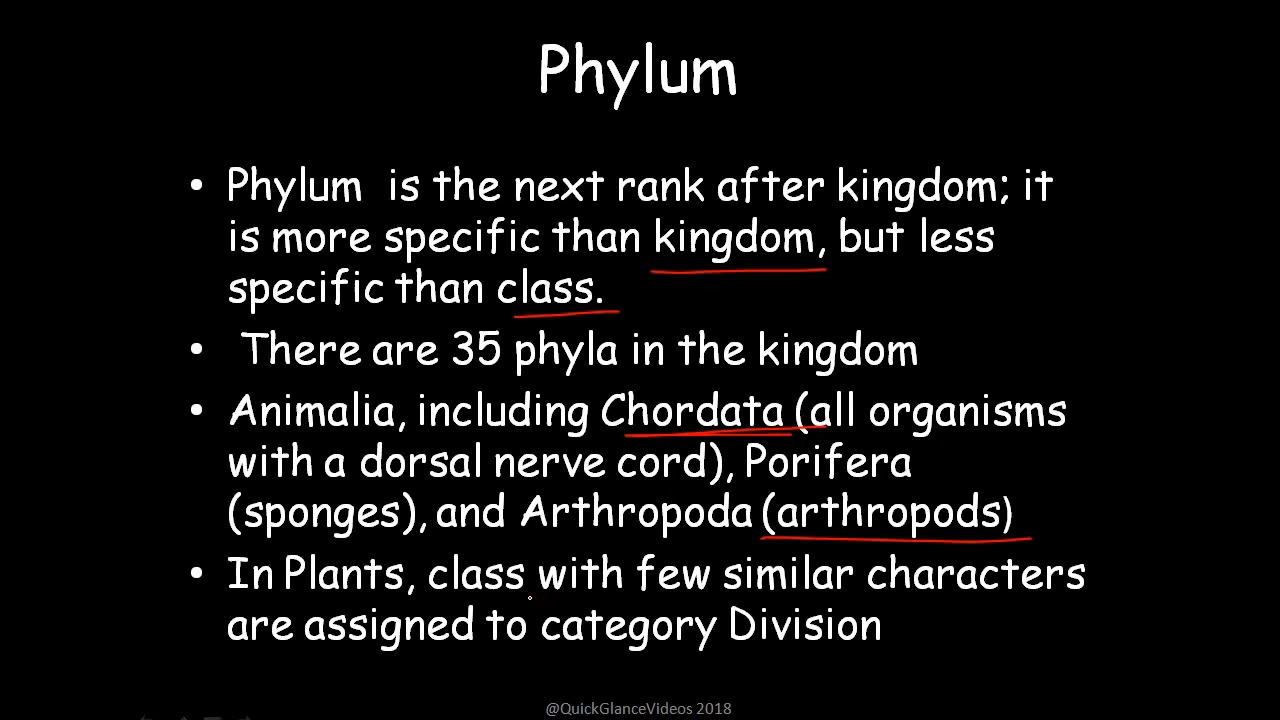 Phylum
• Phylum is the next rank after kingdom; it
is more specific than kingdom, but less
specific than class.
• There are 35 phyla in the kingdom
• Animalia, including Chordata (all organisms
with a dorsal nerve cord), Porifera
(sponges), and Arthropoda (arthropods)
• In Plants, class with few similar characters
are assigned to category Division
@QuickGlanceVideos 2018